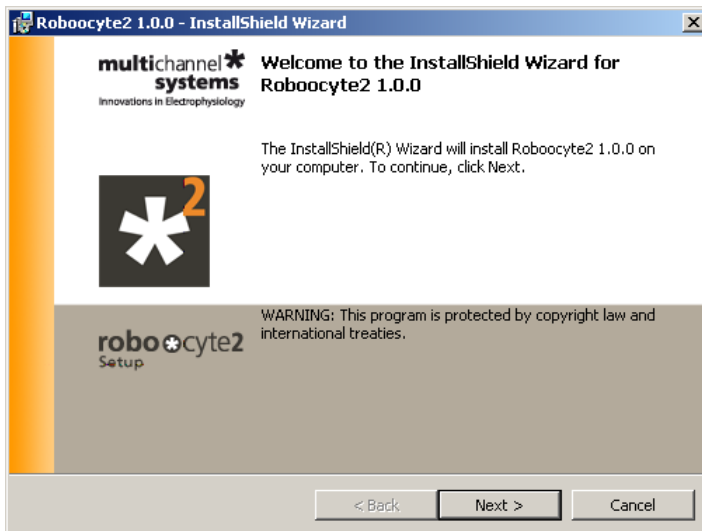 Roboocyte2 1.0.0 - InstallShield Wizard
multichannel*
systems
Innovations in Electrophysiology
Welcome to the InstallShield Wizard for
Roboocyte2 1.0.0
The InstallShield(R) Wizard will install Roboocyte2 1.0.0 on
your computer. To continue, click Next.
2
roboocyte2
Setup
WARNING: This program is protected by copyright law and
international treaties.
< Back
Next >
Cancel